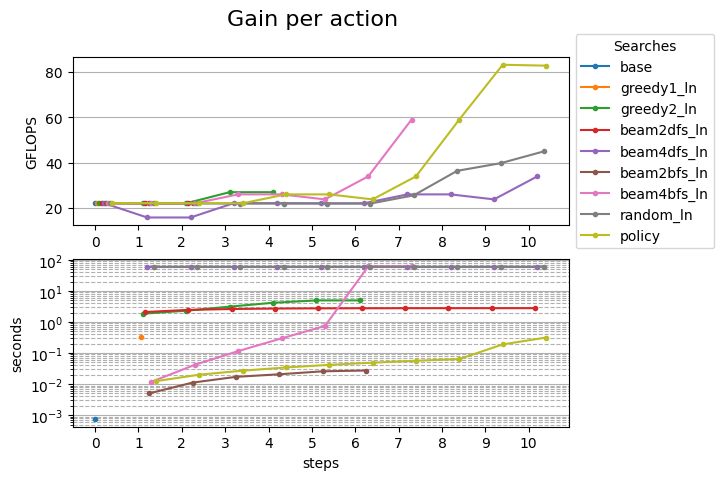 Gain per action
Searches
base
greedy1_ln
greedy2_ln
beam2dfs_ln
beam4dfs_ln
beam2bfs_ln
beam4bfs_ln
random_ln
policy
GFLOPS
80
60
40
20
0 1 2 3 4 5 6 7 8 9 10
seconds
10²
10¹
10⁰
10⁻¹
10⁻²
10⁻³
0 1 2 3 4 5 6 7 8 9 10
steps